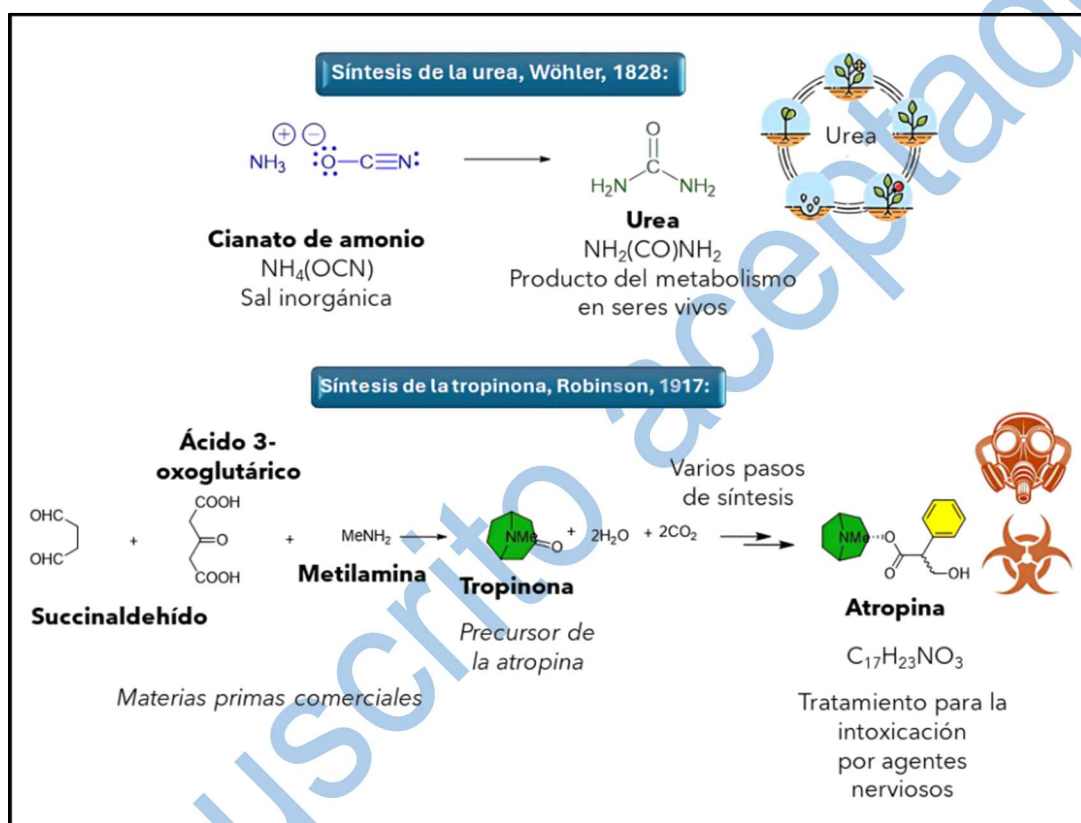 Síntesis de la urea, Wöhler, 1828:
NH₃ ⊕ ⊖ :O—C≡N:
O
H₂N NH₂
Urea
Cianato de amonio
NH₄(OCN)
Sal inorgánica
Urea
NH₂(CO)NH₂
Producto del metabolismo
en seres vivos
Síntesis de la tropinona, Robinson, 1917:
Ácido 3-
oxoglutárico
OHC
OHC
+
COOH
O
COOH
+
MeNH₂
NMe
O
+ 2H₂O + 2CO₂
Varios pasos
de síntesis
NMe
O
O
OH
Succinaldehído
Metilamina
Tropinona
Atropina
Precursor de
la atropina
C₁₇H₂₃NO₃
Materias primas comerciales
Tratamiento para la
intoxicación
por agentes
nerviosos
uscrito aceptad